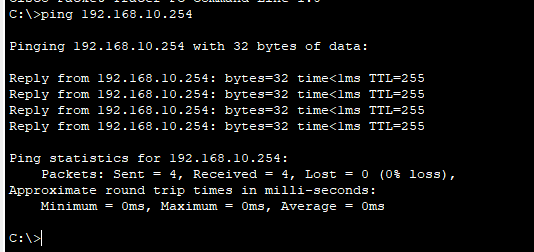 C:\>ping 192.168.10.254
Pinging 192.168.10.254 with 32 bytes of data:
Reply from 192.168.10.254: bytes=32 time<1ms TTL=255
Reply from 192.168.10.254: bytes=32 time<1ms TTL=255
Reply from 192.168.10.254: bytes=32 time<1ms TTL=255
Reply from 192.168.10.254: bytes=32 time<1ms TTL=255
Ping statistics for 192.168.10.254:
Packets: Sent = 4, Received = 4, Lost = 0 (0% loss),
Approximate round trip times in milli-seconds:
Minimum = 0ms, Maximum = 0ms, Average = 0ms
C:\>